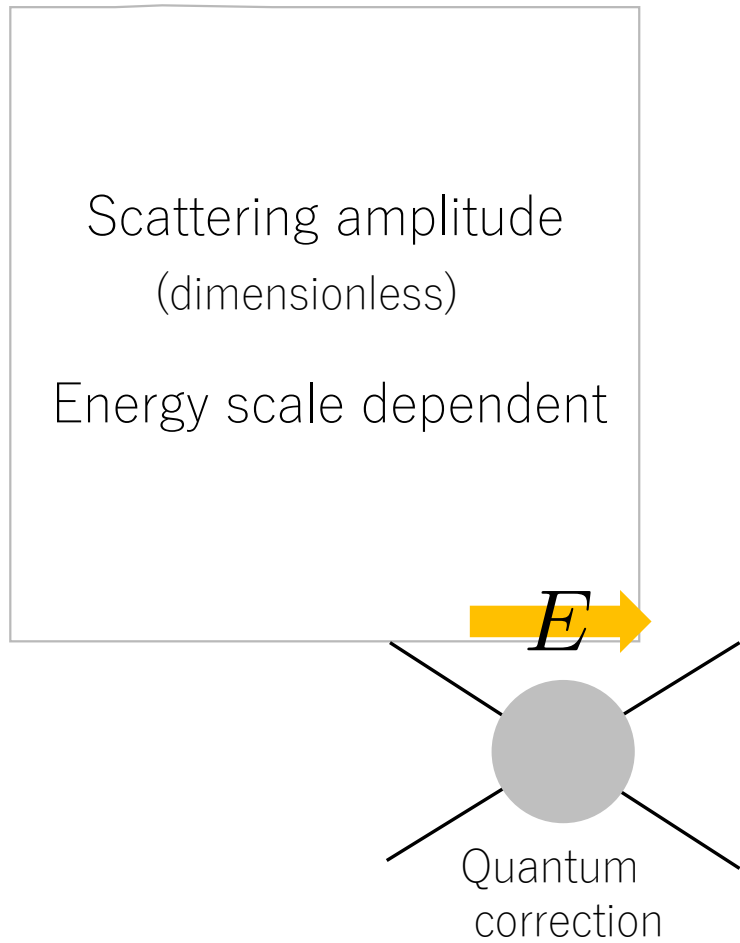 Scattering amplitude
(dimensionless)
Energy scale dependent
E
Quantum
correction